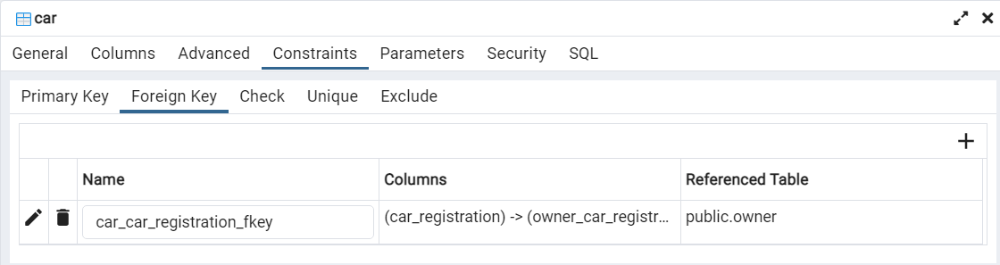 car
General Columns Advanced Constraints Parameters Security SQL
Primary Key Foreign Key Check Unique Exclude
Name Columns Referenced Table
car_car_registration_fkey (car_registration) -> (owner_car_registr... public.owner